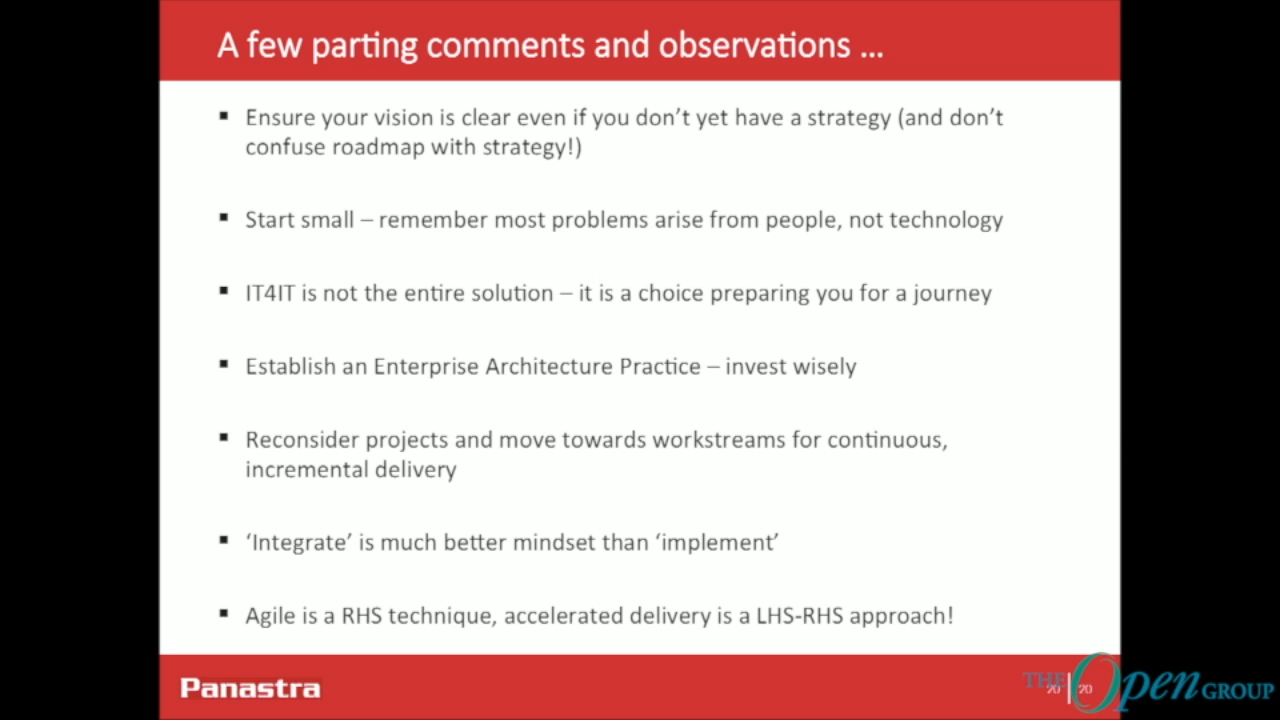 A few parting comments and observations ...
▪ Ensure your vision is clear even if you don’t yet have a strategy (and don’t
confuse roadmap with strategy!)
▪ Start small – remember most problems arise from people, not technology
▪ IT4IT is not the entire solution – it is a choice preparing you for a journey
▪ Establish an Enterprise Architecture Practice – invest wisely
▪ Reconsider projects and move towards workstreams for continuous,
incremental delivery
▪ ‘Integrate’ is much better mindset than ‘implement’
▪ Agile is a RHS technique, accelerated delivery is a LHS-RHS approach!
Panastra
20 | 20
THE Open GROUP